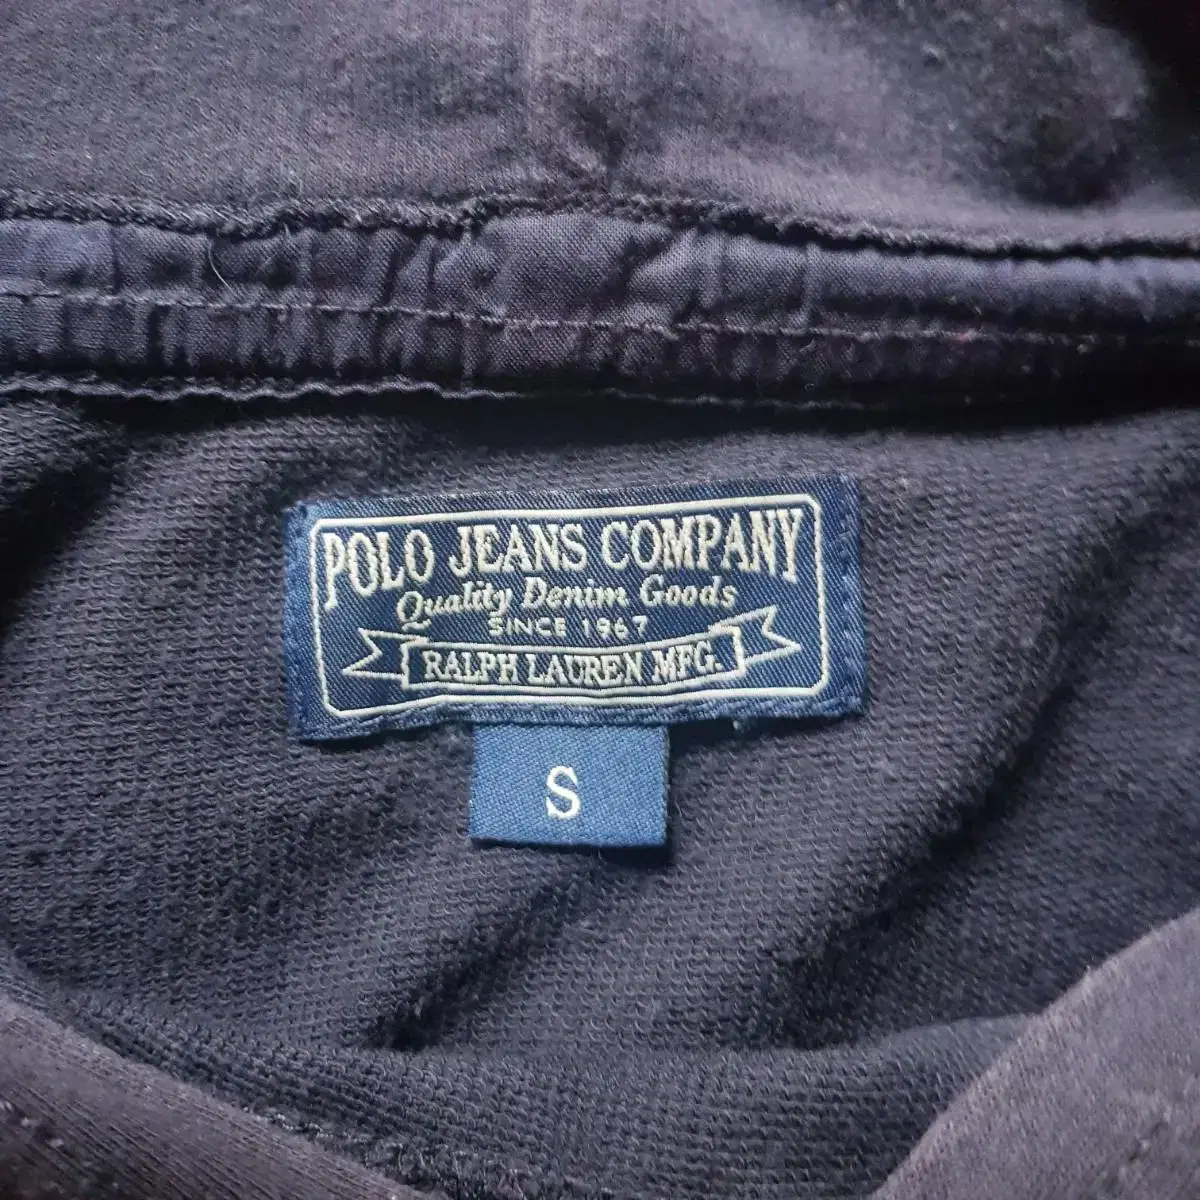 POLO JEANS COMPANY
Quality Denim Goods
SINCE 1967
RALPH LAUREN MFG.
S